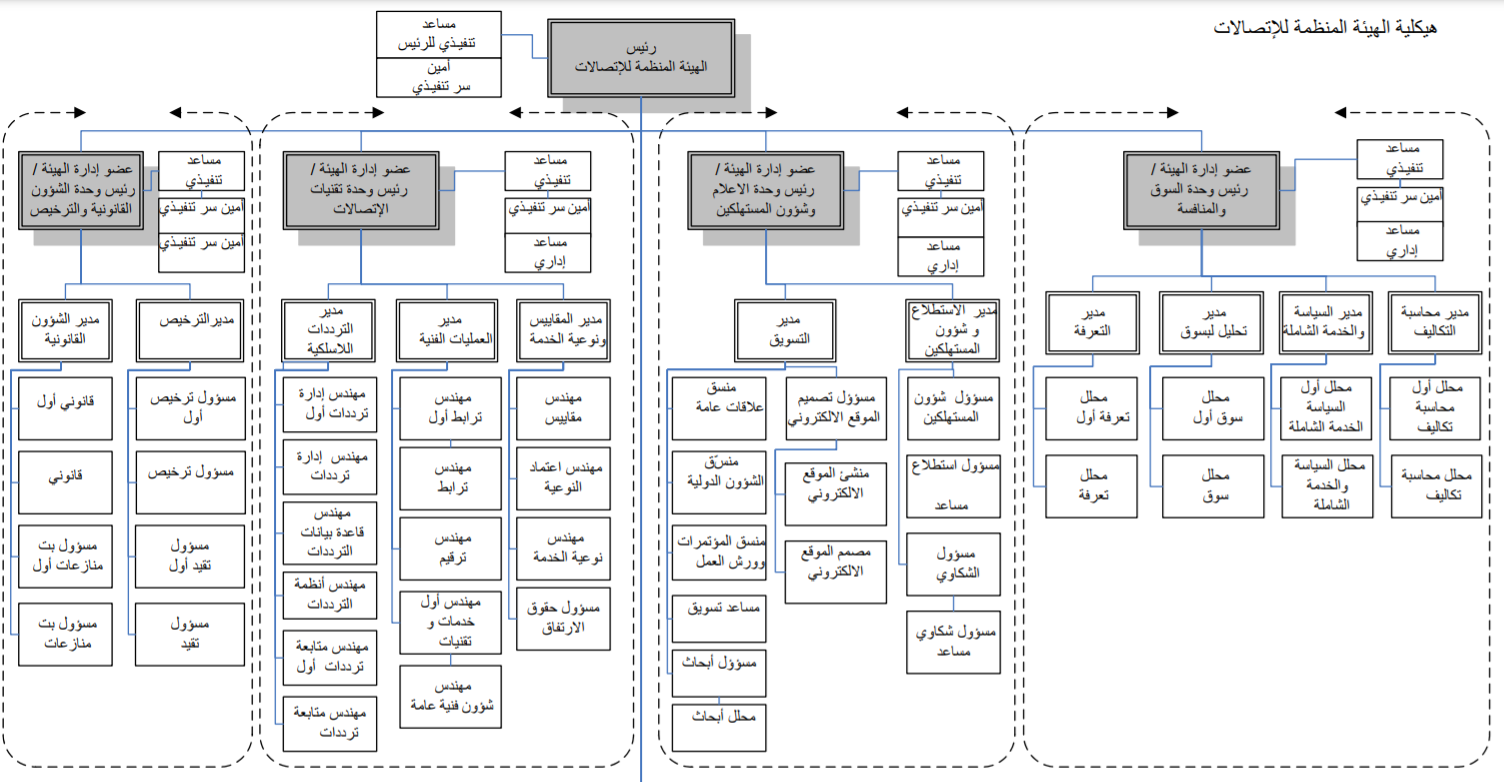 هيكلية الهيئة المنظمة للإتصالات
رئيس
الهيئة المنظمة للإتصالات
مساعد
تنفيذي للرئيس
أمين
سر تنفيذي
عضو إدارة الهيئة /
رئيس وحدة السوق
والمنافسة
مساعد
تنفيذي
أمين سر تنفيذي
مساعد
إداري
مدير محاسبة
التكاليف
محلل أول
محاسبة
تكاليف
محلل محاسبة
تكاليف
مدير السياسة
والخدمة الشاملة
محلل أول
السياسة
الخدمة الشاملة
محلل السياسة
والخدمة
الشاملة
مدير
تحليل لبسوق
محلل
سوق أول
محلل
سوق
مدير
التعرفة
محلل
تعرفة أول
محلل
تعرفة
عضو إدارة الهيئة /
رئيس وحدة الاعلام
وشؤون المستهلكين
مساعد
تنفيذي
أمين سر تنفيذي
مساعد
إداري
مدير الاستطلاع
و شؤون
المستهلكين
مسؤول شؤون
المستهلكين
مسؤول استطلاع
مساعد
مسؤول
الشكاوي
مسؤول شكاوي
مساعد
مدير
التسويق
مسؤول تصميم
الموقع الالكتروني
منشئ الموقع
الالكتروني
مصمم الموقع
الالكتروني
منسق
علاقات عامة
منسّق
الشؤون الدولية
منسق المؤتمرات
وورش العمل
مساعد تسويق
مسؤول أبحاث
محلل أبحاث
عضو إدارة الهيئة /
رئيس وحدة تقنيات
الإتصالات
مساعد
تنفيذي
أمين سر تنفيذي
مساعد
إداري
مدير المقاييس
ونوعية الخدمة
مهندس
مقاييس
مهندس اعتماد
النوعية
مهندس
نوعية الخدمة
مسؤول حقوق
الارتفاق
مدير
العمليات الفنية
مهندس
ترابط أول
مهندس
ترابط
مهندس
ترقيم
مهندس أول
خدمات و
تقنيات
مهندس
شؤون فنية عامة
مدير
الترددات
اللاسلكية
مهندس إدارة
ترددات أول
مهندس إدارة
ترددات
مهندس
قاعدة بيانات
الترددات
مهندس أنظمة
الترددات
مهندس متابعة
ترددات أول
مهندس متابعة
ترددات
عضو إدارة الهيئة /
رئيس وحدة الشؤون
القانونية والترخيص
مساعد
تنفيذي
أمين سر تنفيذي
أمين سر تنفيذي
مديرالترخيص
مسؤول ترخيص
أول
مسؤول ترخيص
مسؤول
تقيد أول
مسؤول
تقيد
مدير الشؤون
القانونية
قانوني أول
قانوني
مسؤول بت
منازعات أول
مسؤول بت
منازعات